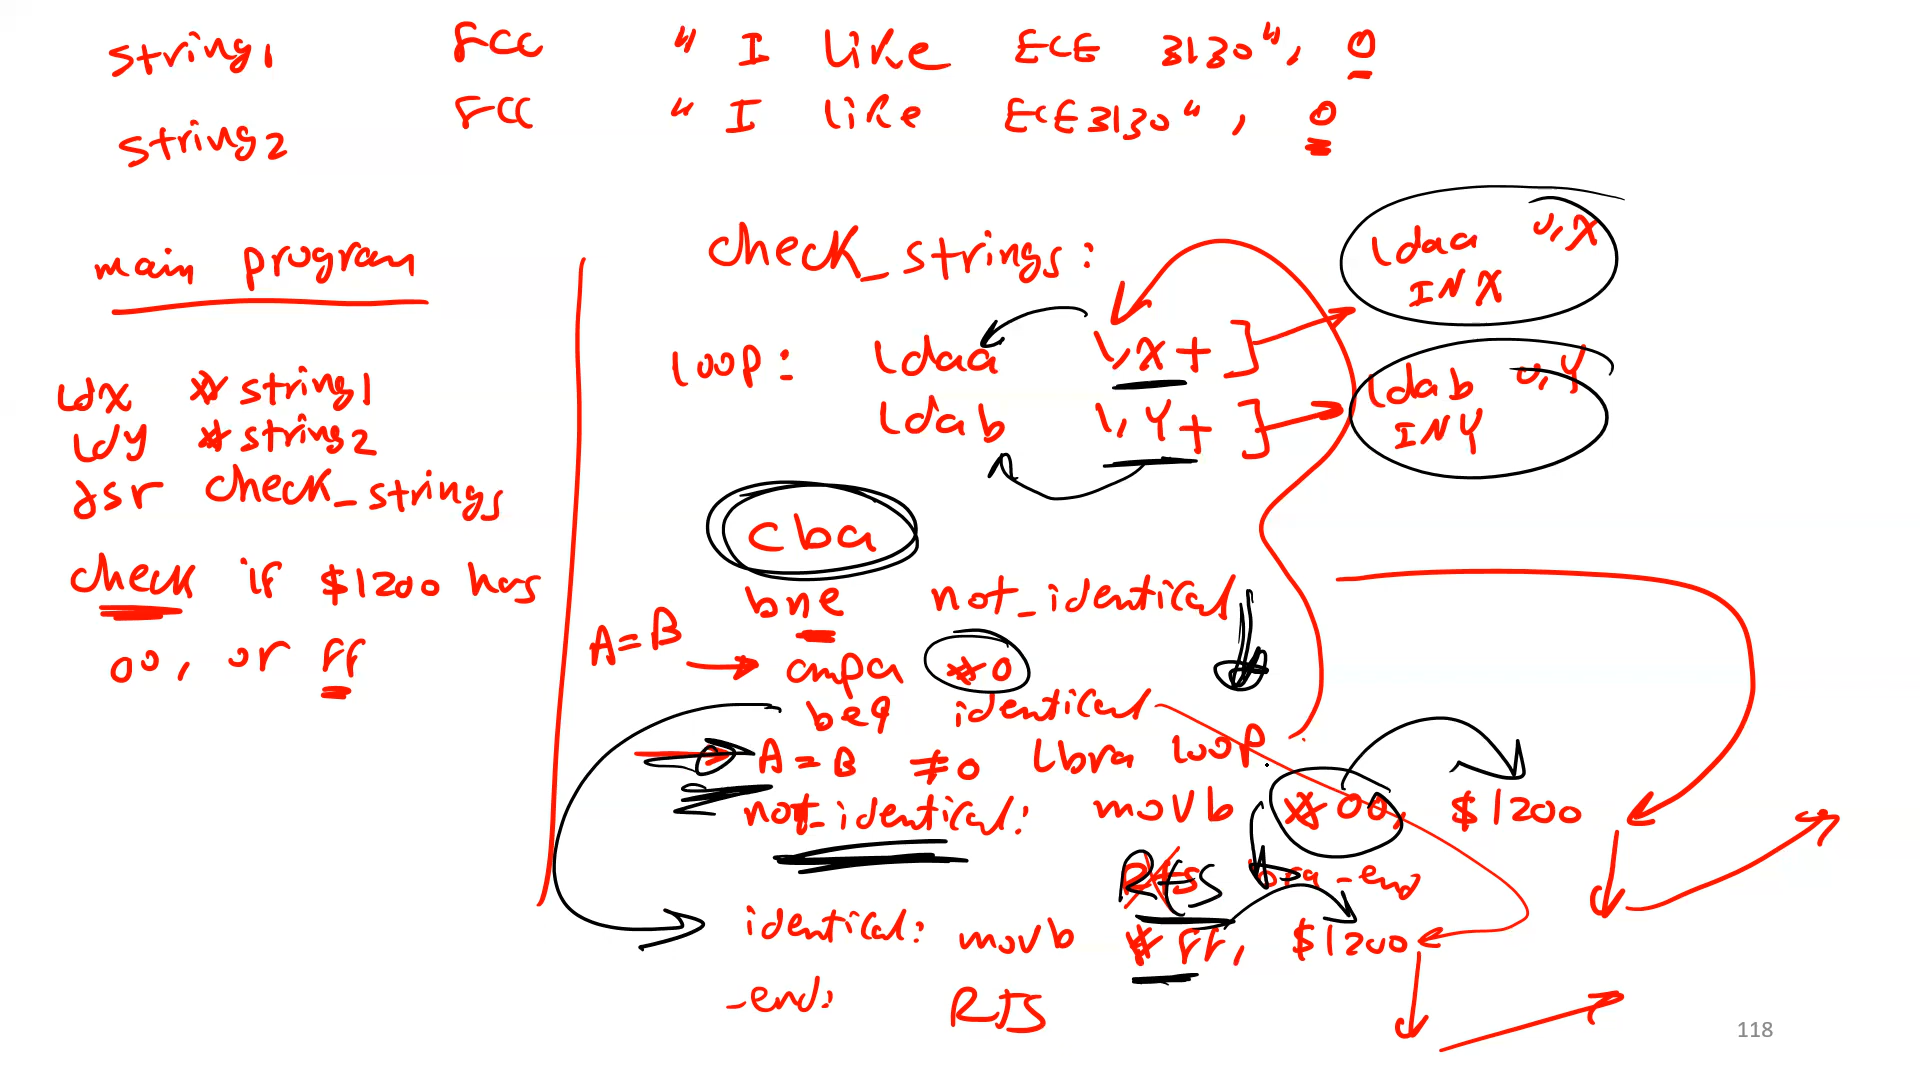 string1 FCC "I like ECE 3130", 0
string2 FCC "I like ECE3130", 0
main program
ldx #string1
ldy #string2
jsr check_strings
check if $1200 has
00, or FF
check_strings:
loop: ldaa 1,X+
ldab 1,Y+
ldaa 0,X
INX
ldab 0,Y
INY
cba
bne not_identical
A=B
cmpa #0
beq identical
A=B ≠0 lbra loop
not_identical: movb #00, $1200
RTS bra _end
identical: movb #FF, $1200
_end: RTS
118